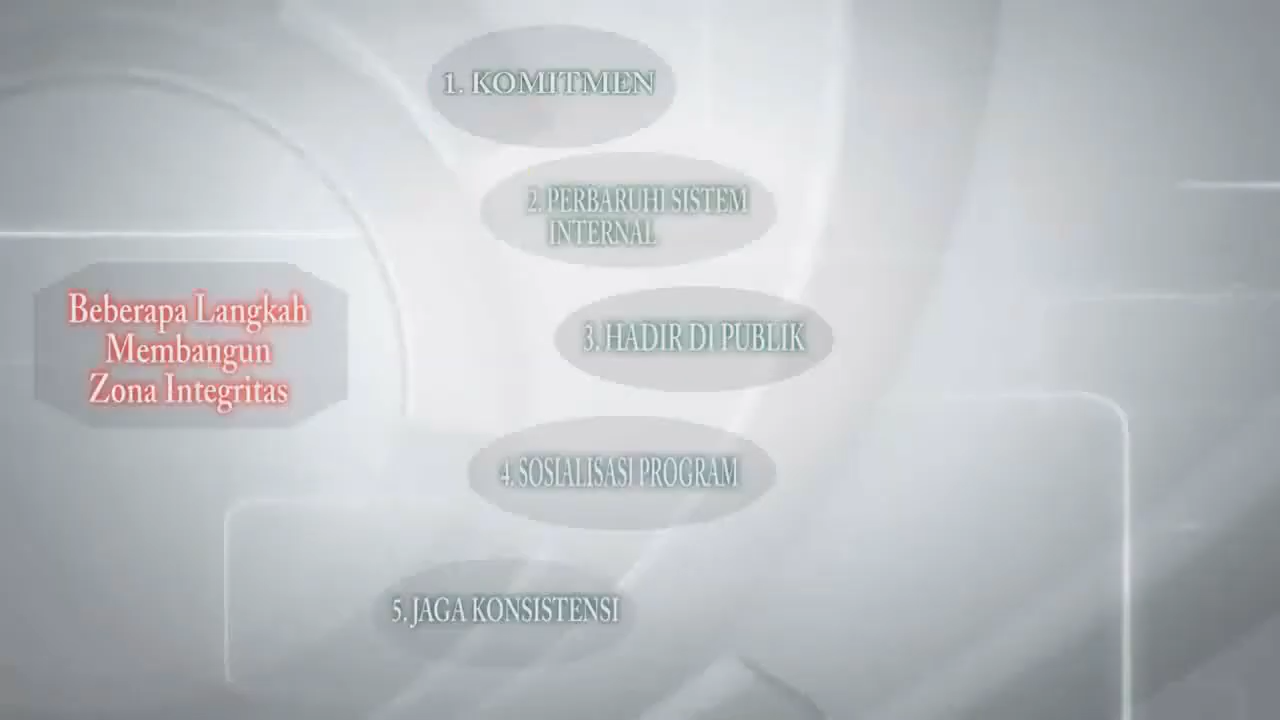 Beberapa Langkah
Membangun
Zona Integritas
1. KOMITMEN
2. PERBARUHI SISTEM
INTERNAL
3. HADIR DI PUBLIK
4. SOSIALISASI PROGRAM
5. JAGA KONSISTENSI